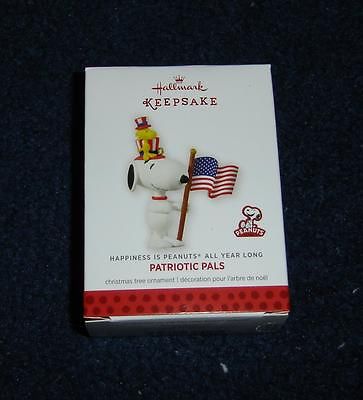 Hallmark
KEEPSAKE
PEANUTS
HAPPINESS IS PEANUTS® ALL YEAR LONG
PATRIOTIC PALS
christmas tree ornament | décoration pour l'arbre de noël